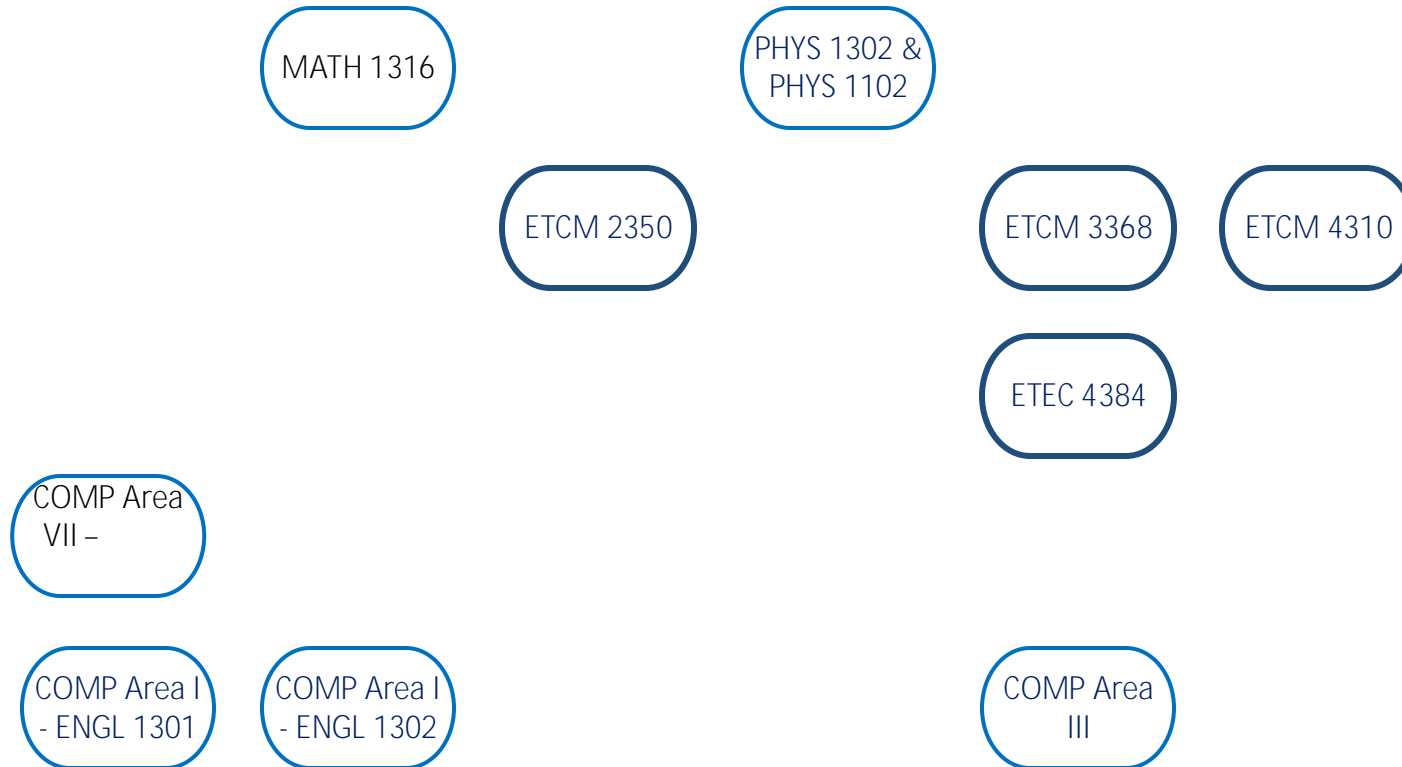 MATH 1316
PHYS 1302 &
PHYS 1102
ETCM 2350
ETCM 3368
ETCM 4310
ETEC 4384
COMP Area
VII –
COMP Area I
- ENGL 1301
COMP Area I
- ENGL 1302
COMP Area
III